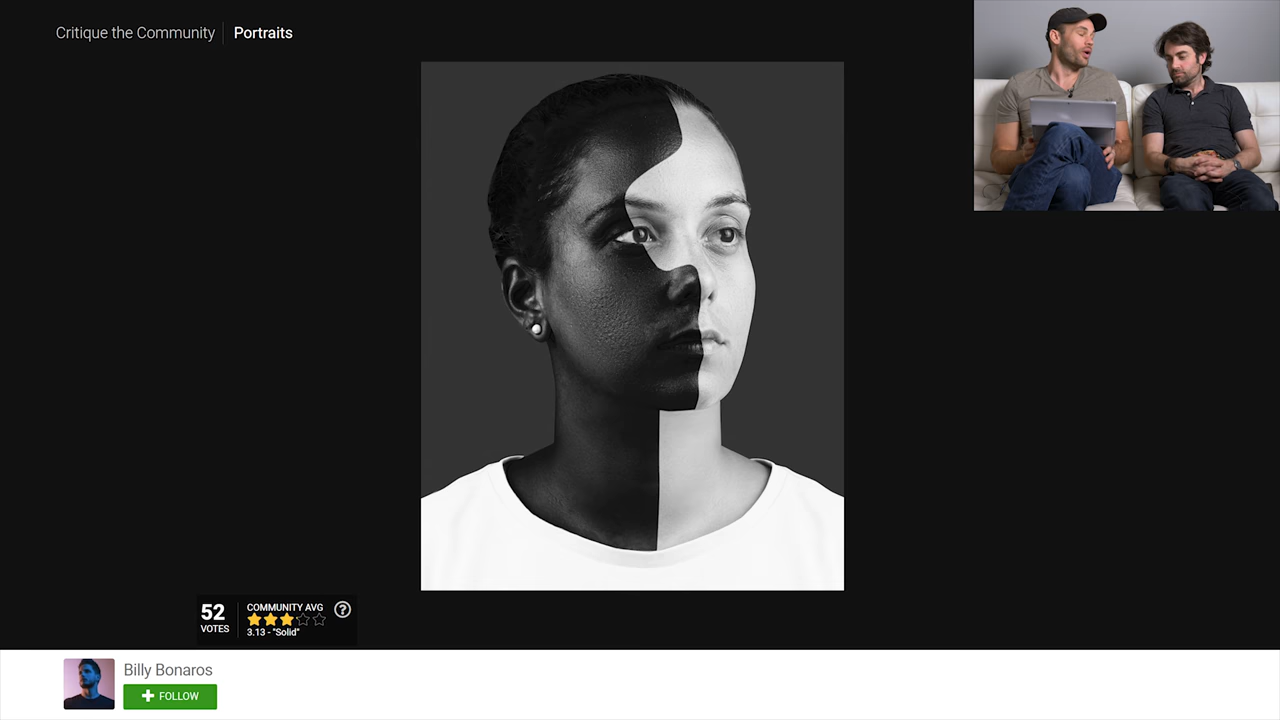 Critique the Community Portraits
52 VOTES
COMMUNITY AVG
3.13 - "Solid"
?
Billy Bonaros
FOLLOW